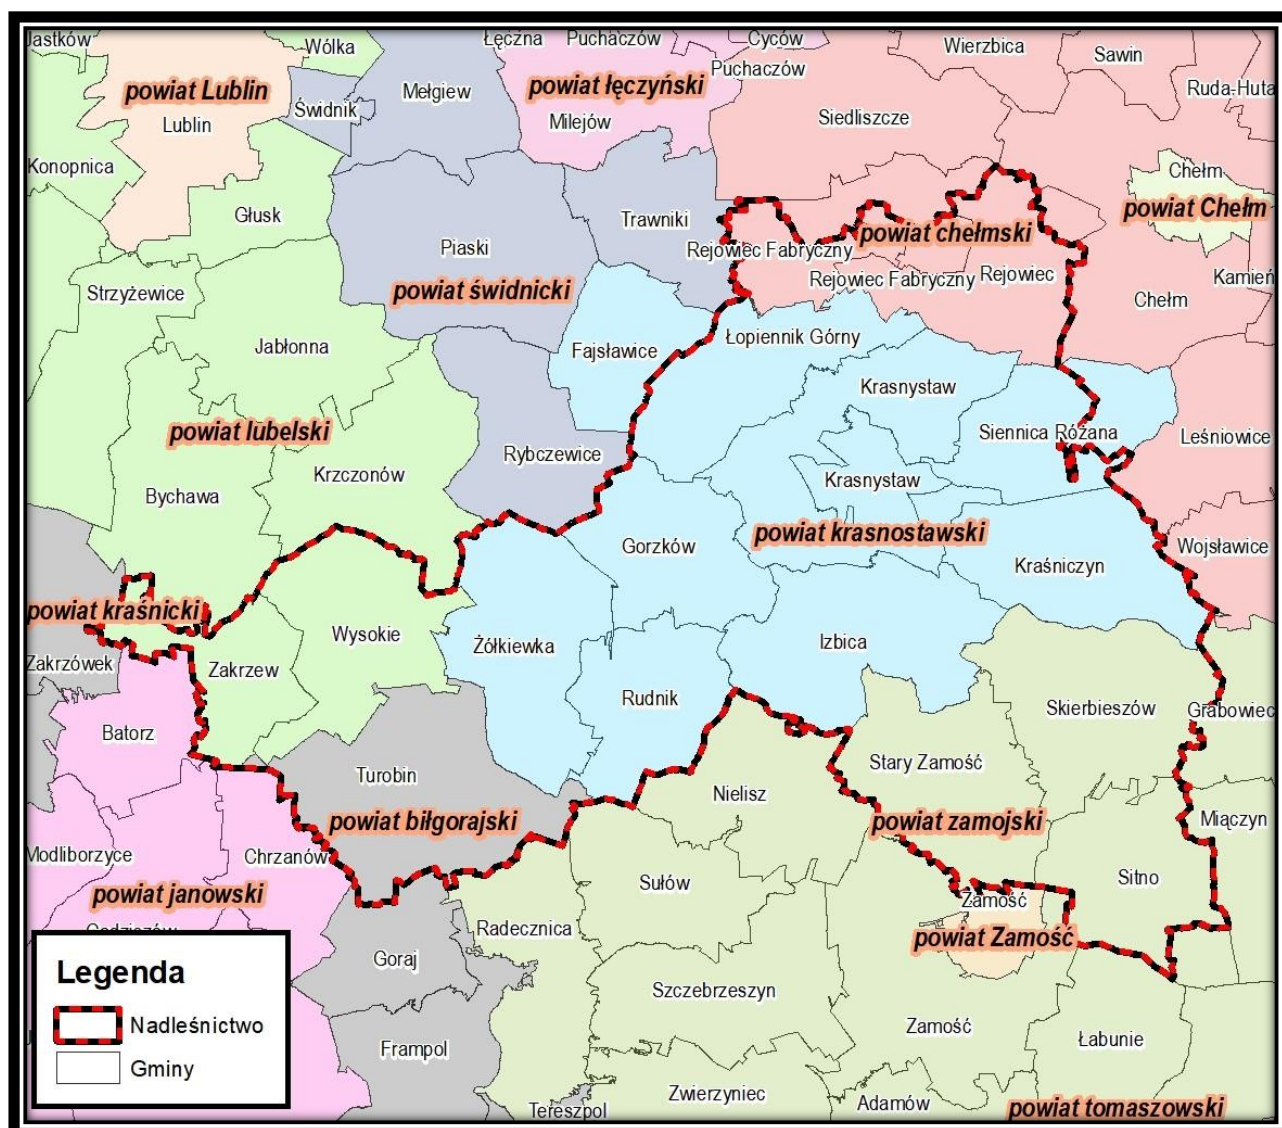 Jastków
Wólka
Łęczna
Puchaczów
Cyców
Wierzbica
Sawin
Puchaczów
powiat Lublin
Mełgiew
powiat łęczyński
Ruda-Huta
Świdnik
Lublin
Milejów
Siedliszcze
Konopnica
Chełm
Głusk
Trawniki
powiat Chełm
Piaski
powiat chełmski
Rejowiec Fabryczny
Strzyżewice
powiat świdnicki
Rejowiec Fabryczny
Rejowiec
Kamień
Chełm
Jabłonna
Fajsławice
Łopiennik Górny
Krasnystaw
powiat lubelski
Siennica Różana
Leśniowice
Rybczewice
Krzczonów
Krasnystaw
Bychawa
powiat krasnostawski
Gorzków
Wojsławice
Kraśniczyn
powiat kraśnicki
Wysokie
Żółkiewka
Izbica
Zakrzówek
Zakrzew
Rudnik
Skierbieszów
Grabowiec
Batorz
Stary Zamość
Turobin
Nielisz
powiat biłgorajski
powiat zamojski
Miączyn
Modliborzyce
Chrzanów
Sitno
Sułów
powiat janowski
Zamość
Radecznica
powiat Zamość
Goraj
Legenda
Szczebrzeszyn
Nadleśnictwo
Zamość
Łabunie
Frampol
Gminy
Zwierzyniec
Adamów
Tereszpol
powiat tomaszowski